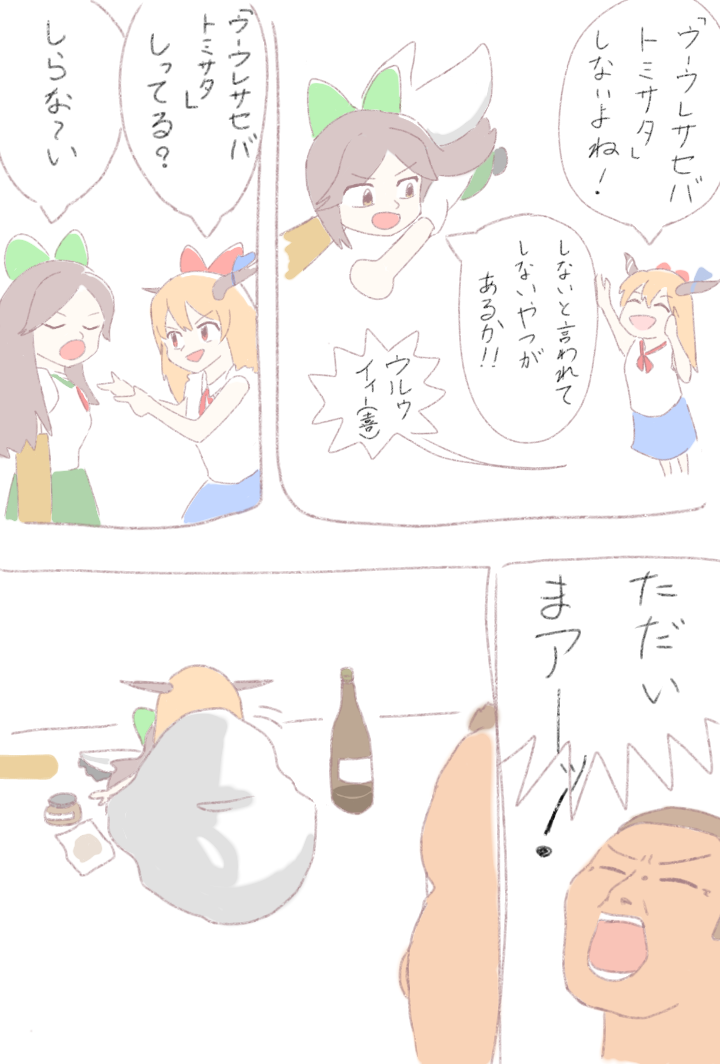 「ヴーウレサセバ
トミサタ」
しないよね！
しないと言われて
しないやつが
あるか!!
ウルゥ
イィー(喜)
「ヴーウレサセバ
トミサタ」
しってる？
しらな〜い
ただい
まアーッ!